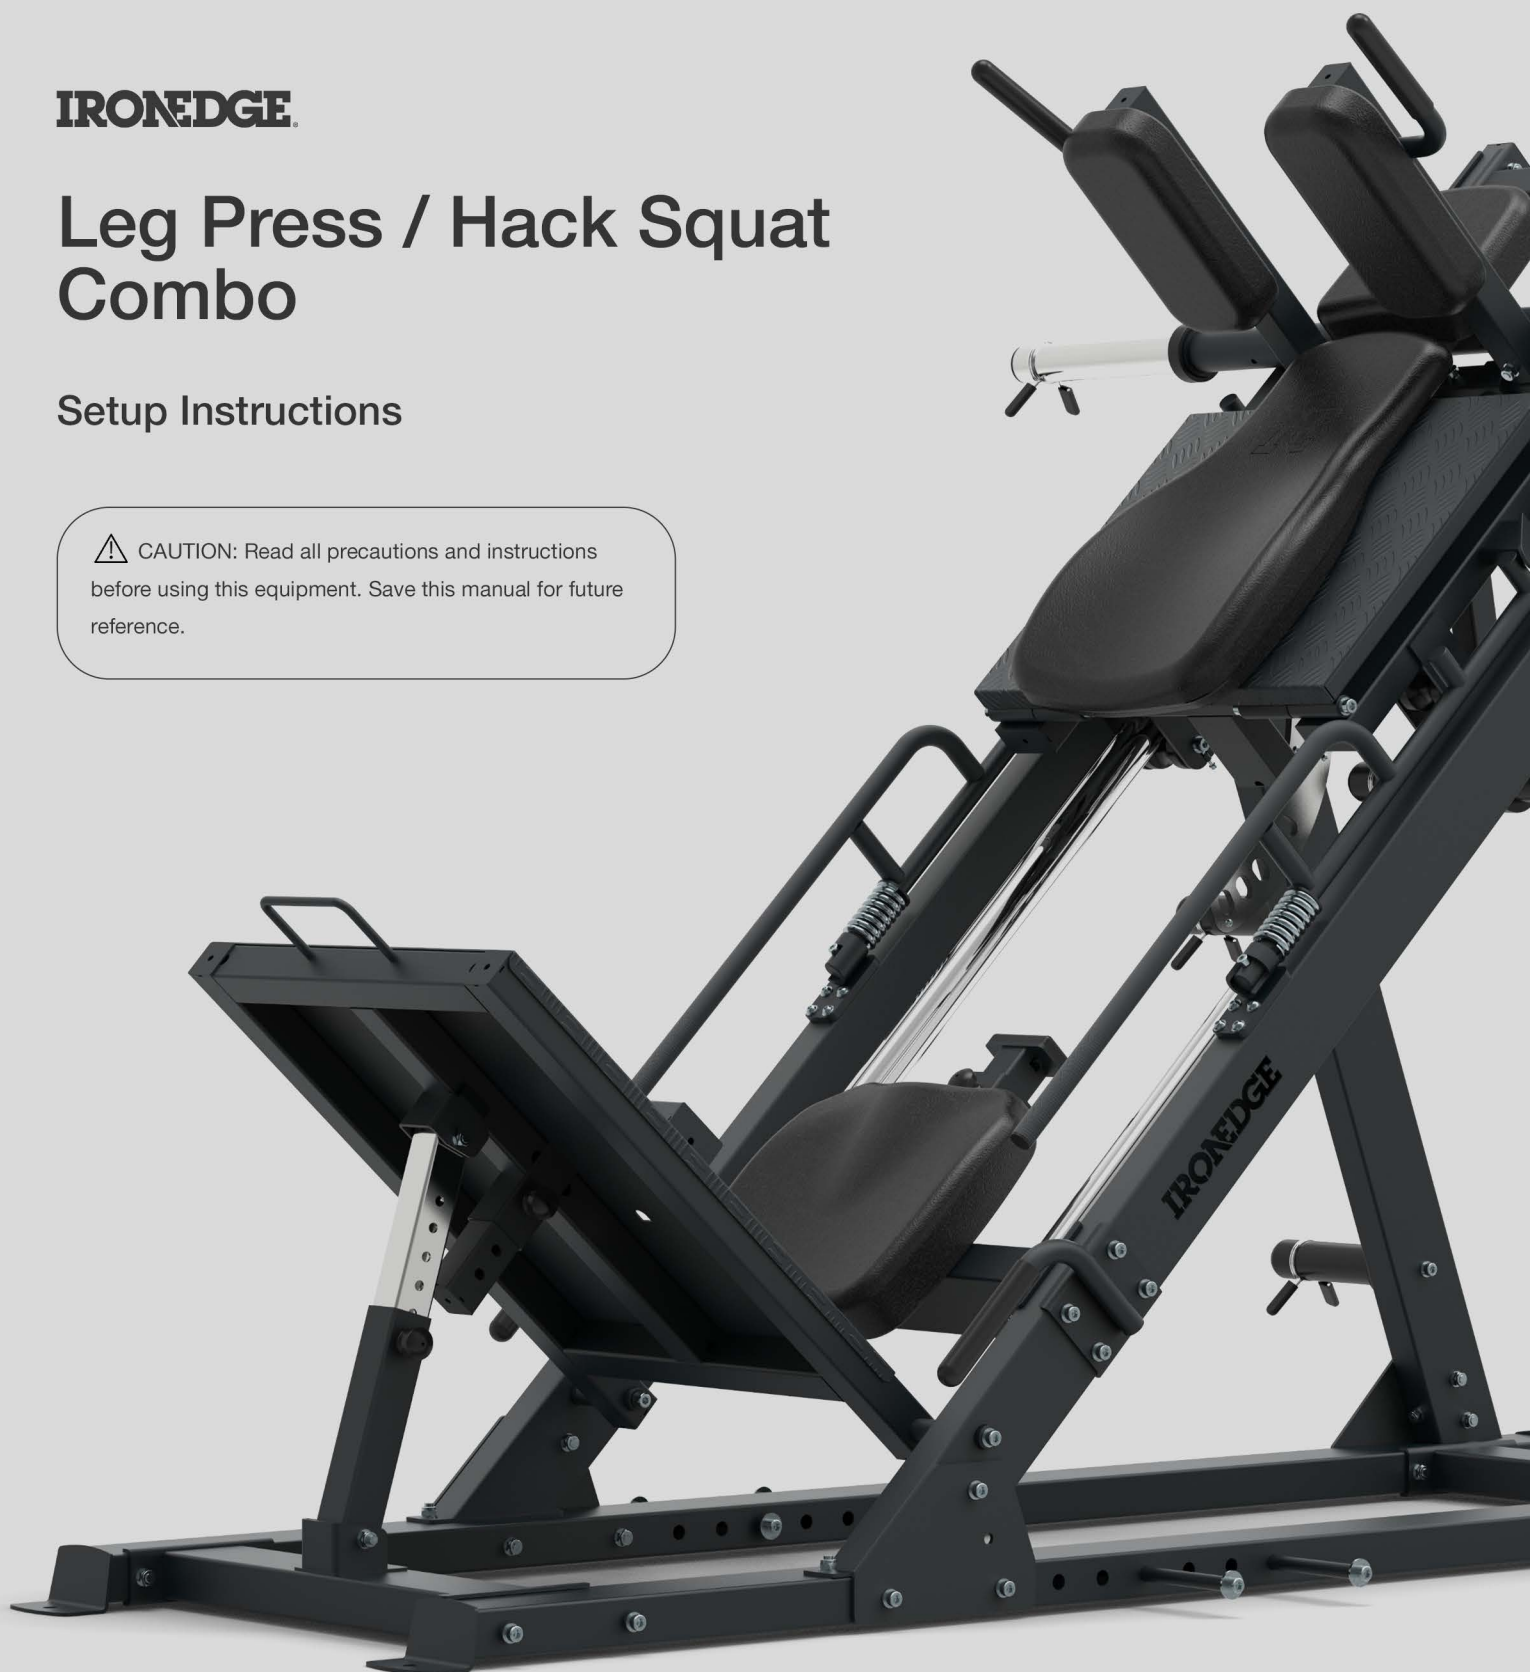 IRONEDGE®
Leg Press / Hack Squat
Combo
Setup Instructions
CAUTION: Read all precautions and instructions
before using this equipment. Save this manual for future
reference.
IRONEDGE